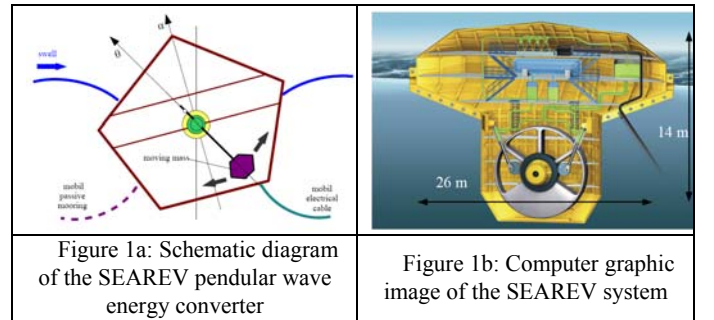 α
θ
swell
moving mass
mobil
passive
mooring
mobil
electrical
cable
Figure 1a: Schematic diagram
of the SEAREV pendular wave
energy converter
14 m
26 m
Figure 1b: Computer graphic
image of the SEAREV system